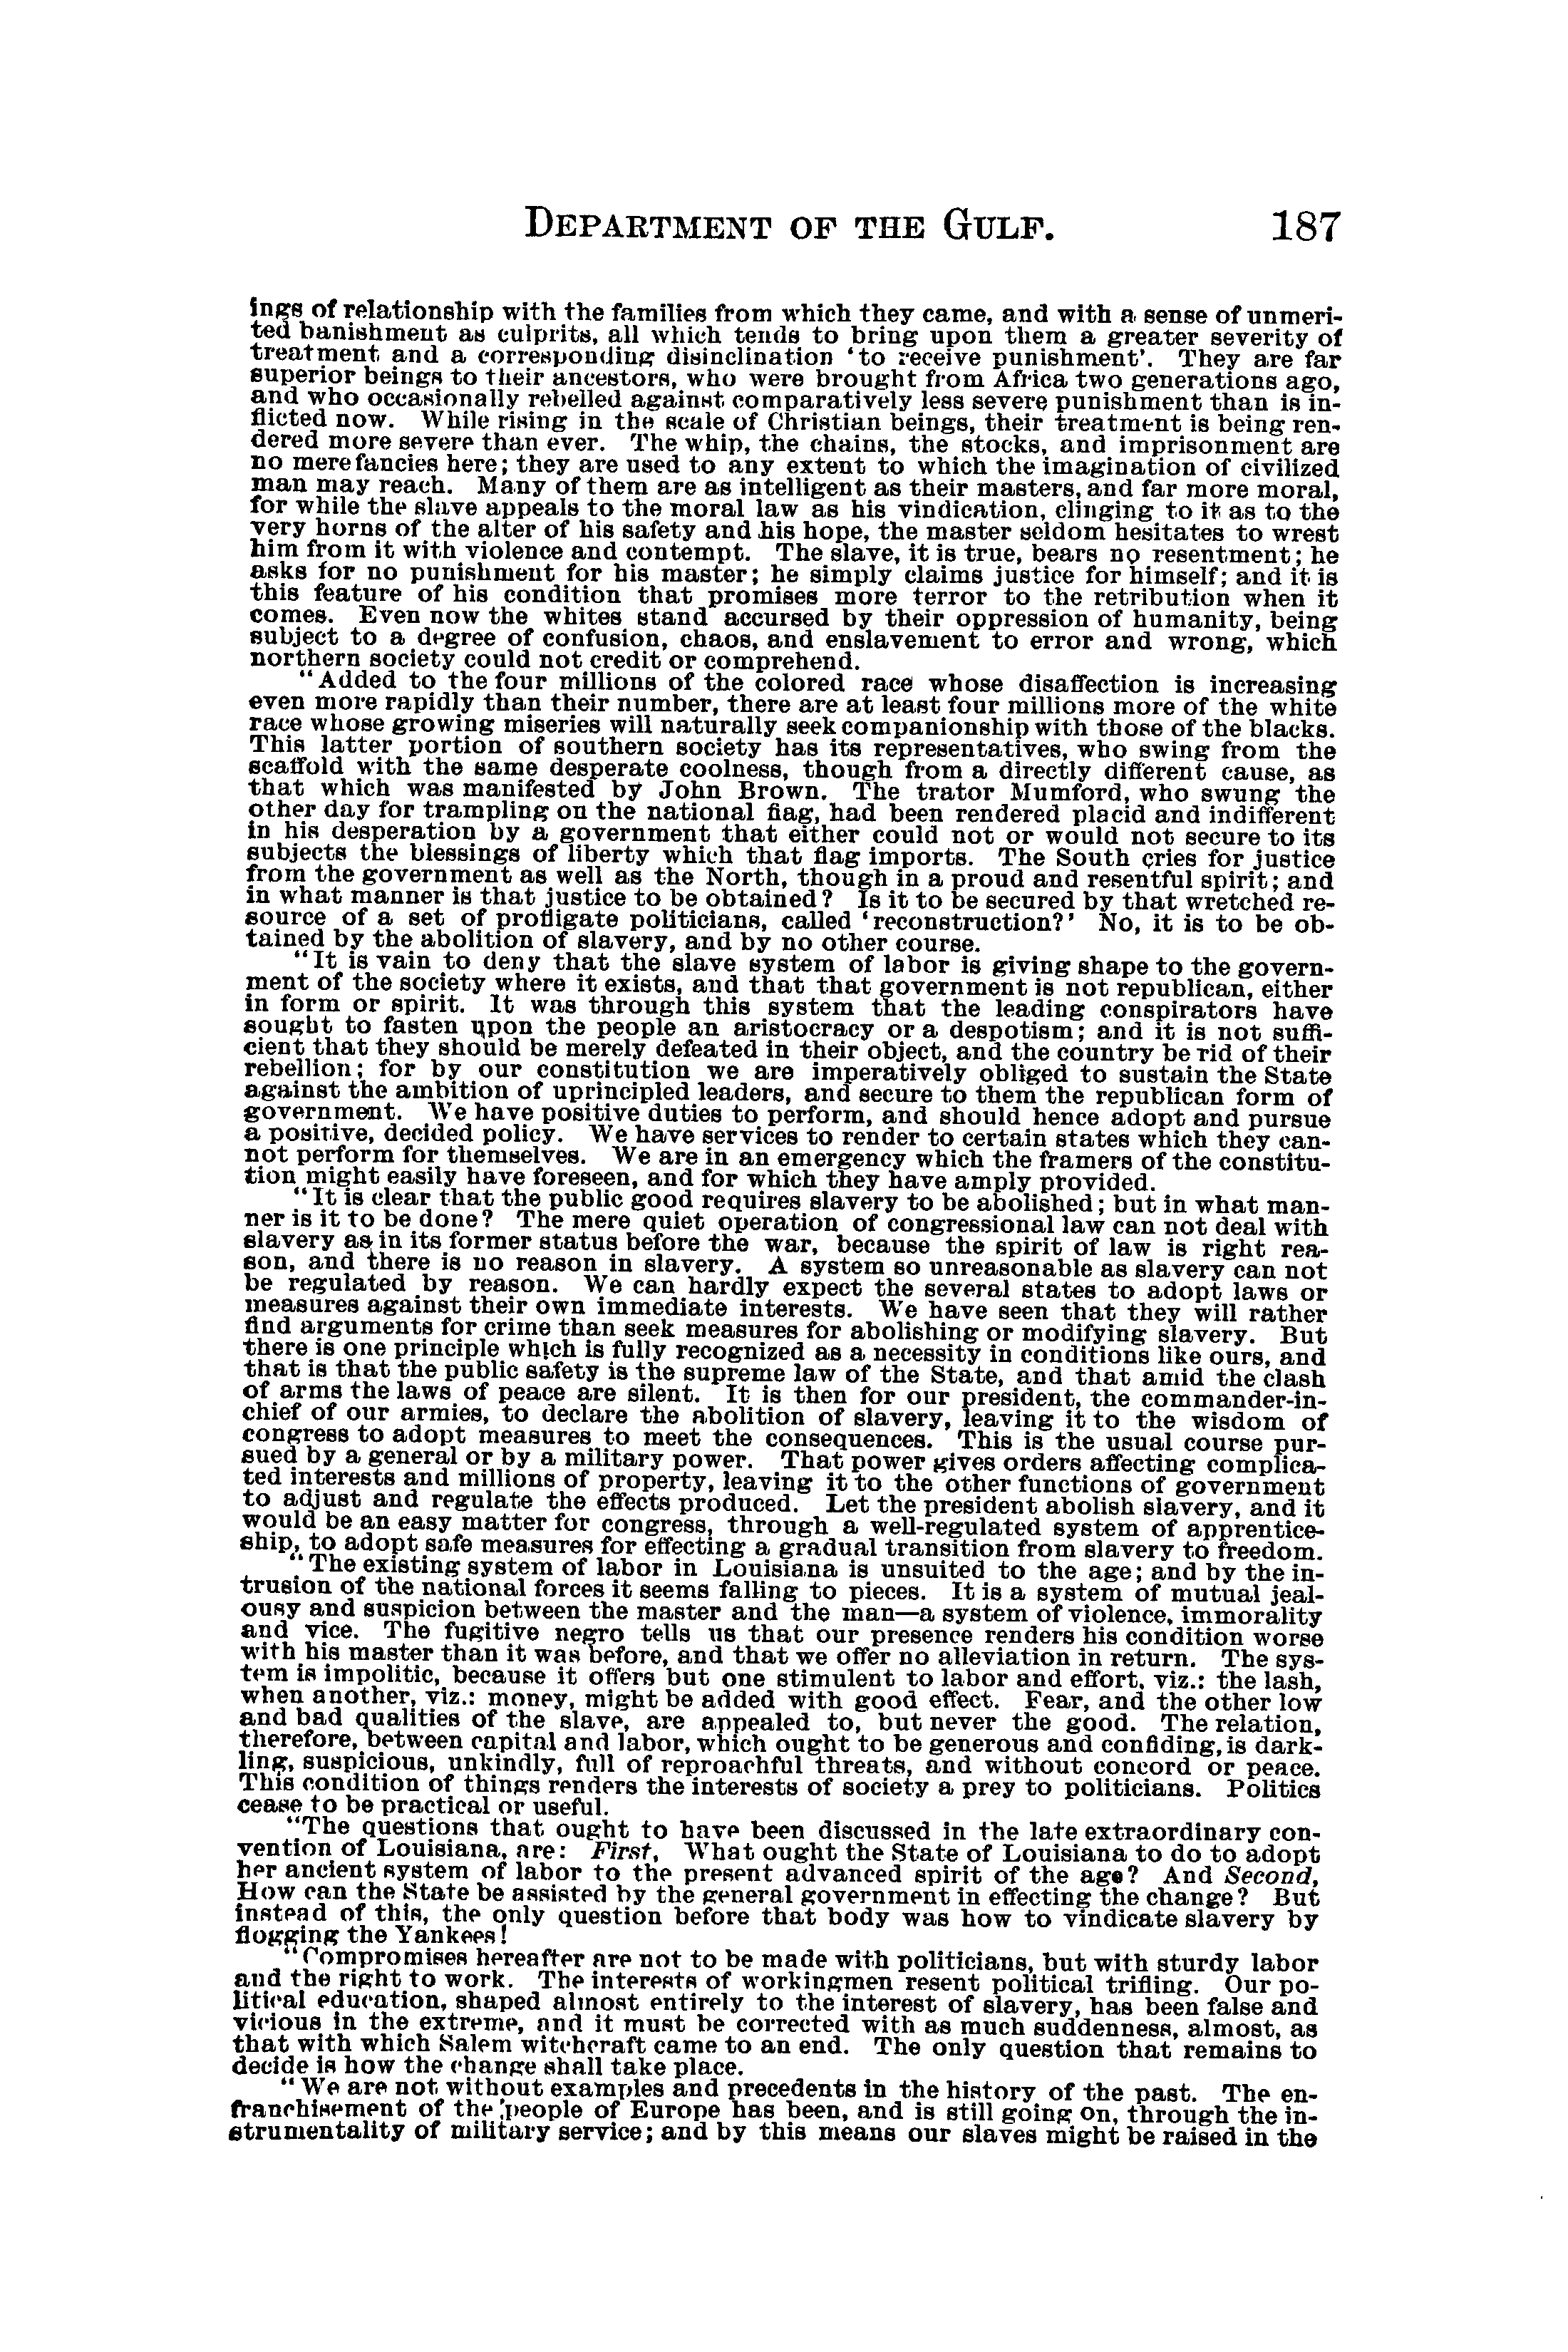 DEPARTMENT OF THE GULF. 187
ings of relationship with the families from which they came, and with a sense of unmeri-
ted banishment as culprits, all which tends to bring upon them a greater severity of
treatment and a corresponding disinclination 'to receive punishment'. They are far
superior beings to their ancestors, who were brought from Africa two generations ago,
and who occasionally rebelled against comparatively less severe punishment than is in-
flicted now. While rising in the scale of Christian beings, their treatment is being ren-
dered more severe than ever. The whip, the chains, the stocks, and imprisonment are
no mere fancies here; they are used to any extent to which the imagination of civilized
man may reach. Many of them are as intelligent as their masters, and far more moral,
for while the slave appeals to the moral law as his vindication, clinging to it as to the
very horns of the alter of his safety and his hope, the master seldom hesitates to wrest
him from it with violence and contempt. The slave, it is true, bears no resentment; he
asks for no punishment for his master; he simply claims justice for himself; and it is
this feature of his condition that promises more terror to the retribution when it
comes. Even now the whites stand accursed by their oppression of humanity, being
subject to a degree of confusion, chaos, and enslavement to error and wrong, which
northern society could not credit or comprehend.
"Added to the four millions of the colored race whose disaffection is increasing
even more rapidly than their number, there are at least four millions more of the white
race whose growing miseries will naturally seek companionship with those of the blacks.
This latter portion of southern society has its representatives, who swing from the
scaffold with the same desperate coolness, though from a directly different cause, as
that which was manifested by John Brown. The trator Mumford, who swung the
other day for trampling on the national flag, had been rendered placid and indifferent
in his desperation by a government that either could not or would not secure to its
subjects the blessings of liberty which that flag imports. The South cries for justice
from the government as well as the North, though in a proud and resentful spirit; and
in what manner is that justice to be obtained? Is it to be secured by that wretched re-
source of a set of profligate politicians, called 'reconstruction?' No, it is to be ob-
tained by the abolition of slavery, and by no other course.
"It is vain to deny that the slave system of labor is giving shape to the govern-
ment of the society where it exists, and that that government is not republican, either
in form or spirit. It was through this system that the leading conspirators have
sought to fasten upon the people an aristocracy or a despotism; and it is not suffi-
cient that they should be merely defeated in their object, and the country be rid of their
rebellion; for by our constitution we are imperatively obliged to sustain the State
against the ambition of uprincipled leaders, and secure to them the republican form of
government. We have positive duties to perform, and should hence adopt and pursue
a positive, decided policy. We have services to render to certain states which they can-
not perform for themselves. We are in an emergency which the framers of the constitu-
tion might easily have foreseen, and for which they have amply provided.
"It is clear that the public good requires slavery to be abolished; but in what man-
ner is it to be done? The mere quiet operation of congressional law can not deal with
slavery as in its former status before the war, because the spirit of law is right rea-
son, and there is no reason in slavery. A system so unreasonable as slavery can not
be regulated by reason. We can hardly expect the several states to adopt laws or
measures against their own immediate interests. We have seen that they will rather
find arguments for crime than seek measures for abolishing or modifying slavery. But
there is one principle which is fully recognized as a necessity in conditions like ours, and
that is that the public safety is the supreme law of the State, and that amid the clash
of arms the laws of peace are silent. It is then for our president, the commander-in-
chief of our armies, to declare the abolition of slavery, leaving it to the wisdom of
congress to adopt measures to meet the consequences. This is the usual course pur-
sued by a general or by a military power. That power gives orders affecting complica-
ted interests and millions of property, leaving it to the other functions of government
to adjust and regulate the effects produced. Let the president abolish slavery, and it
would be an easy matter for congress, through a well-regulated system of apprentice-
ship, to adopt safe measures for effecting a gradual transition from slavery to freedom.
"The existing system of labor in Louisiana is unsuited to the age; and by the in-
trusion of the national forces it seems falling to pieces. It is a system of mutual jeal-
ousy and suspicion between the master and the man—a system of violence, immorality
and vice. The fugitive negro tells us that our presence renders his condition worse
with his master than it was before, and that we offer no alleviation in return. The sys-
tem is impolitic, because it offers but one stimulent to labor and effort, viz.: the lash,
when another, viz.: money, might be added with good effect. Fear, and the other low
and bad qualities of the slave, are appealed to, but never the good. The relation,
therefore, between capital and labor, which ought to be generous and confiding, is dark-
ling, suspicious, unkindly, full of reproachful threats, and without concord or peace.
This condition of things renders the interests of society a prey to politicians. Politics
cease to be practical or useful.
"The questions that ought to have been discussed in the late extraordinary con-
vention of Louisiana, are: First, What ought the State of Louisiana to do to adopt
her ancient system of labor to the present advanced spirit of the age? And Second,
How can the State be assisted by the general government in effecting the change? But
instead of this, the only question before that body was how to vindicate slavery by
flogging the Yankees!
"Compromises hereafter are not to be made with politicians, but with sturdy labor
and the right to work. The interests of workingmen resent political trifling. Our po-
litical education, shaped almost entirely to the interest of slavery, has been false and
vicious in the extreme, and it must be corrected with as much suddenness, almost, as
that with which Salem witchcraft came to an end. The only question that remains to
decide is how the change shall take place.
"We are not without examples and precedents in the history of the past. The en-
franchisement of the people of Europe has been, and is still going on, through the in-
strumentality of military service; and by this means our slaves might be raised in the